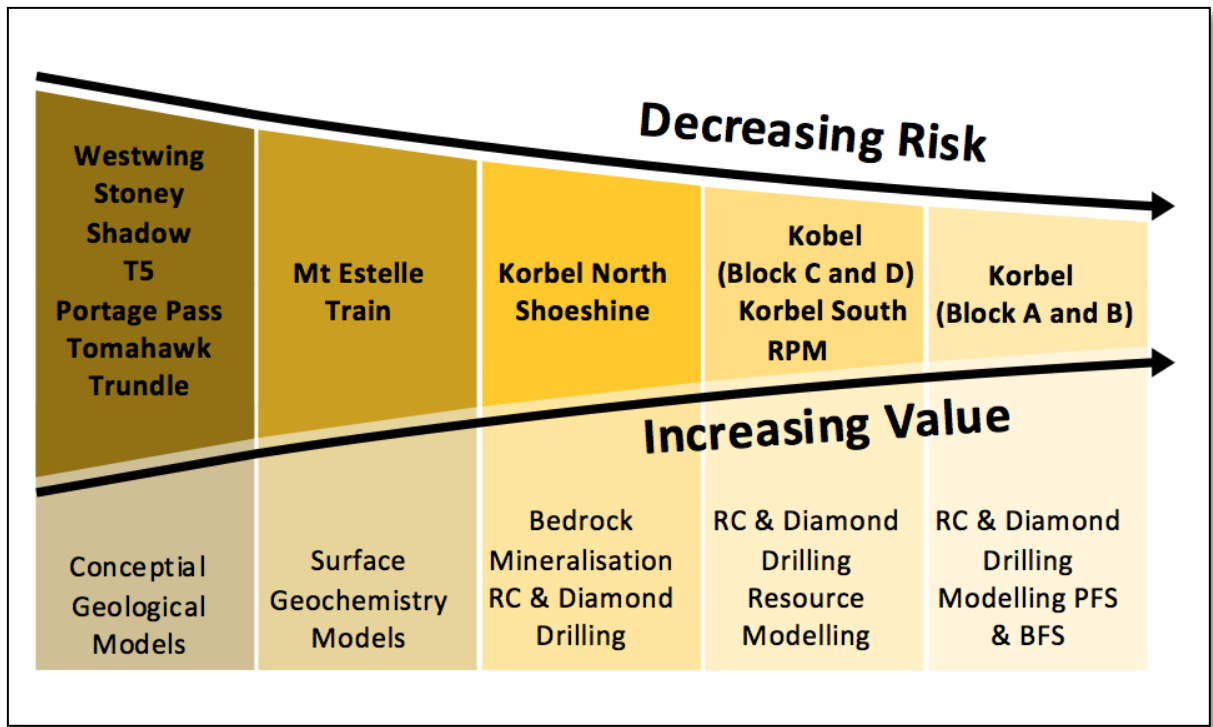 Decreasing Risk
Westwing
Stoney
Shadow
T5
Portage Pass
Tomahawk
Trundle
Mt Estelle
Train
Korbel North
Shoeshine
Kobel
(Block C and D)
Korbel South
RPM
Korbel
(Block A and B)
Increasing Value
Conceptial
Geological
Models
Surface
Geochemistry
Models
Bedrock
Mineralisation
RC & Diamond
Drilling
RC & Diamond
Drilling
Resource
Modelling
RC & Diamond
Drilling
Modelling PFS
& BFS